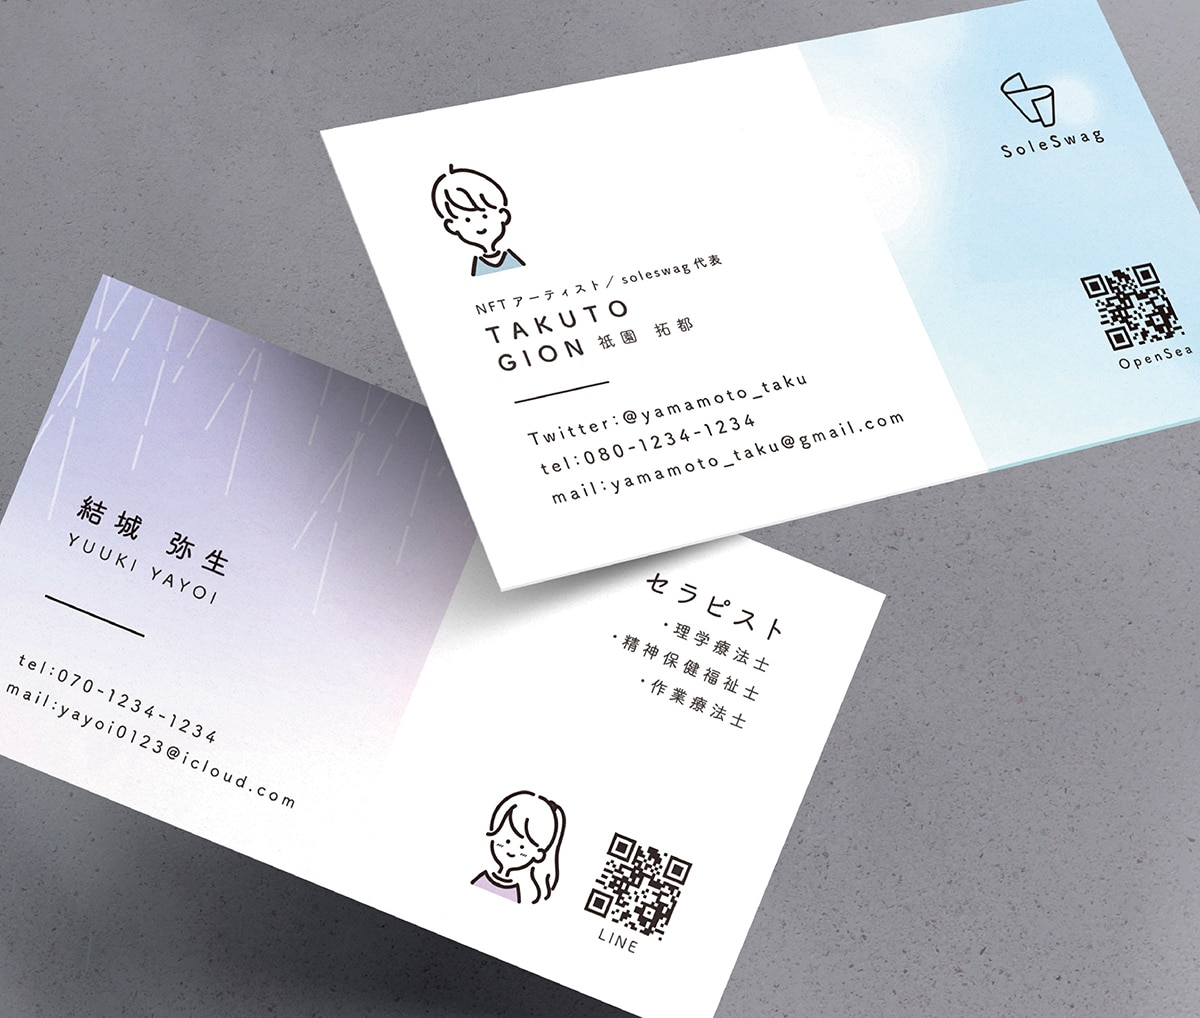 NFTアーティスト／soleswag代表
TAKUTO
GION 祇園 拓都
Twitter:@yamamoto_taku
tel:080-1234-1234
mail:yamamoto_taku@gmail.com
SoleSwag
OpenSea
結城 弥生
YUUKI YAYOI
tel:070-1234-1234
mail:yayoi0123@icloud.com
セラピスト
・理学療法士
・精神保健福祉士
・作業療法士
LINE